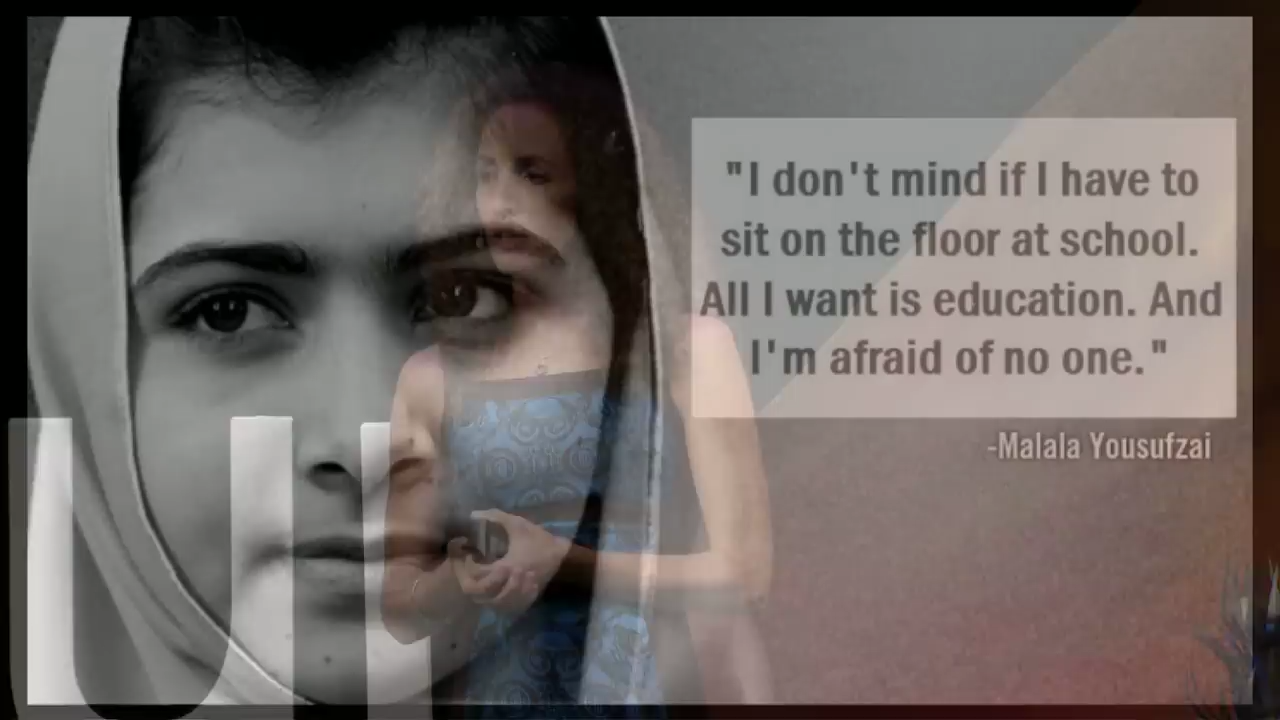 "I don't mind if I have to
sit on the floor at school.
All I want is education. And
I'm afraid of no one."
-Malala Yousufzai